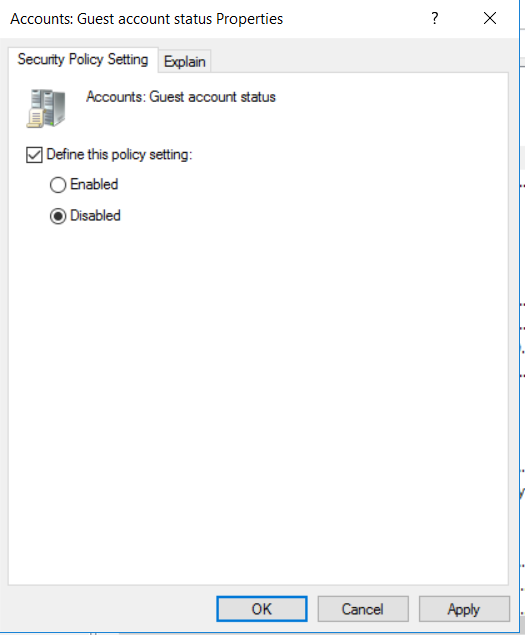 Accounts: Guest account status Properties
?
Security Policy Setting
Explain
Accounts: Guest account status
Define this policy setting:
Enabled
Disabled
OK
Cancel
Apply